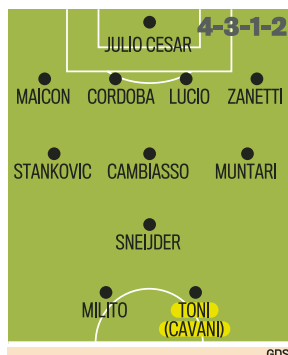 4-3-1-2
JULIO CESAR
MAICON CORDOBA LUCIO ZANETTI
STANKOVIC CAMBIASSO MUNTARI
SNEIJDER
MILITO TONI
(CAVANI)
GDS